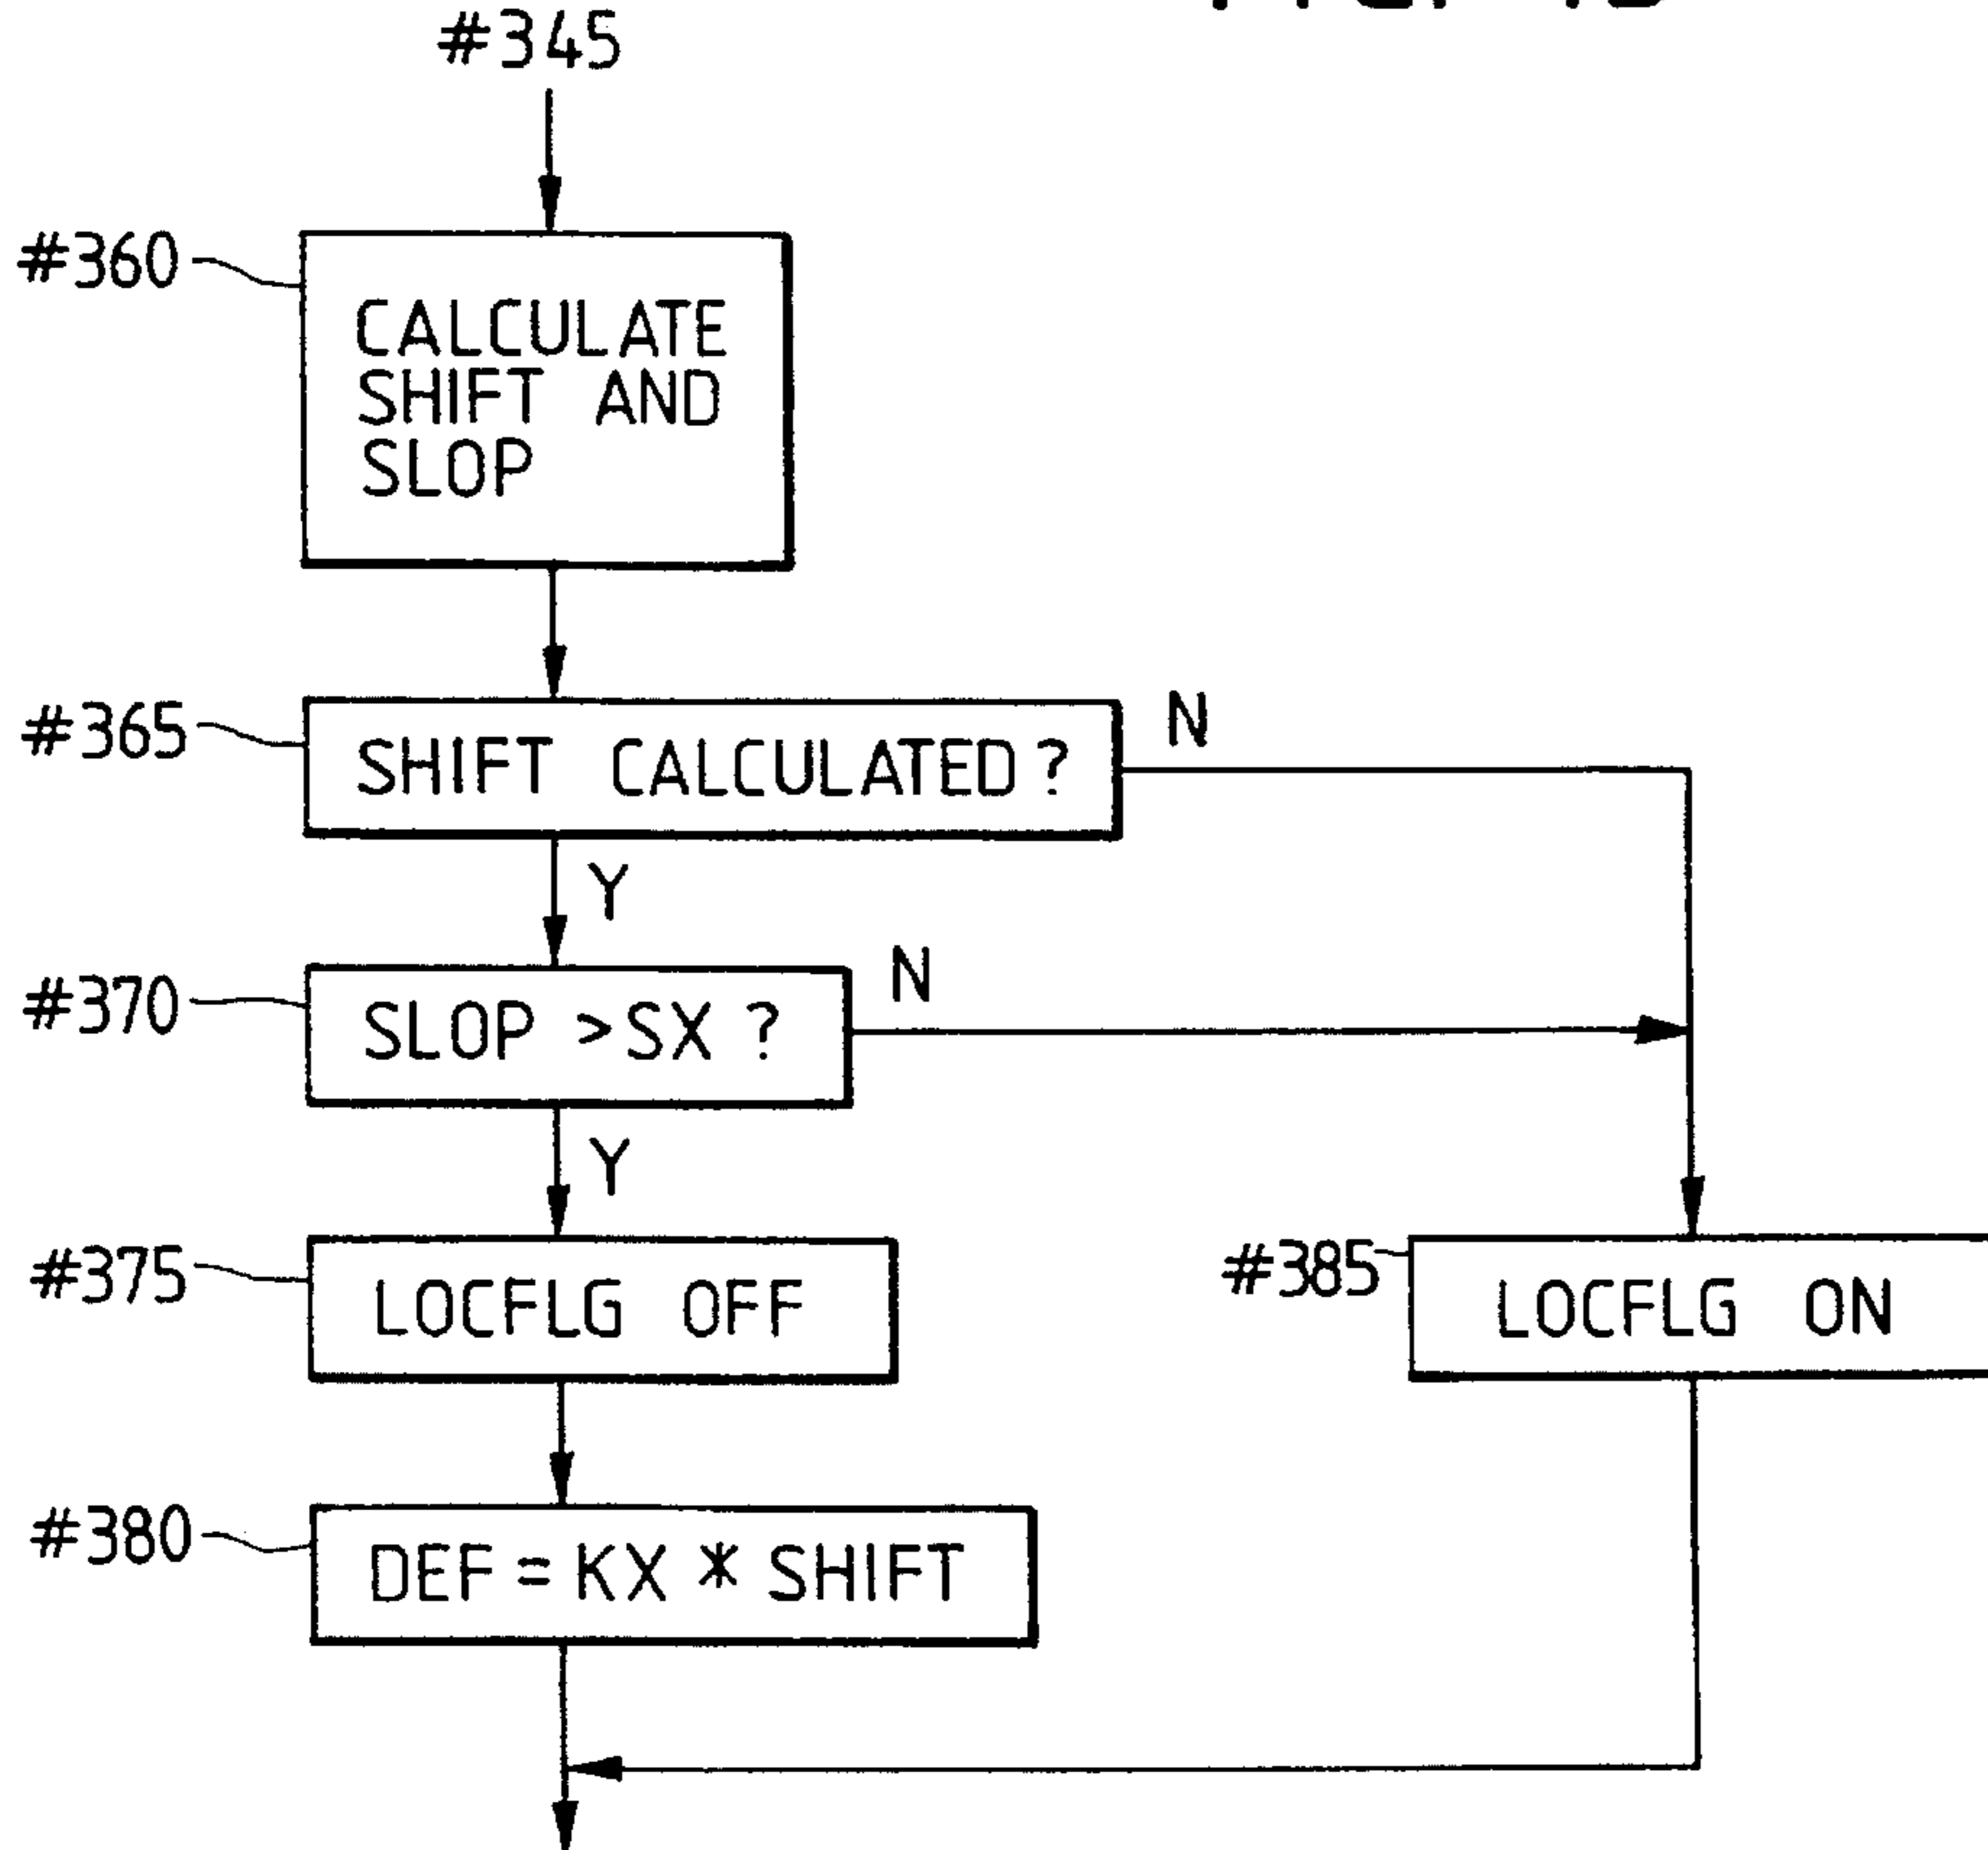 #345
#360
CALCULATE
SHIFT AND
SLOP
#365
SHIFT CALCULATED?
N
Y
#370
SLOP >SX ?
N
Y
#375
LOCFLG OFF
#385
LOCFLG ON
#380
DEF = KX * SHIFT